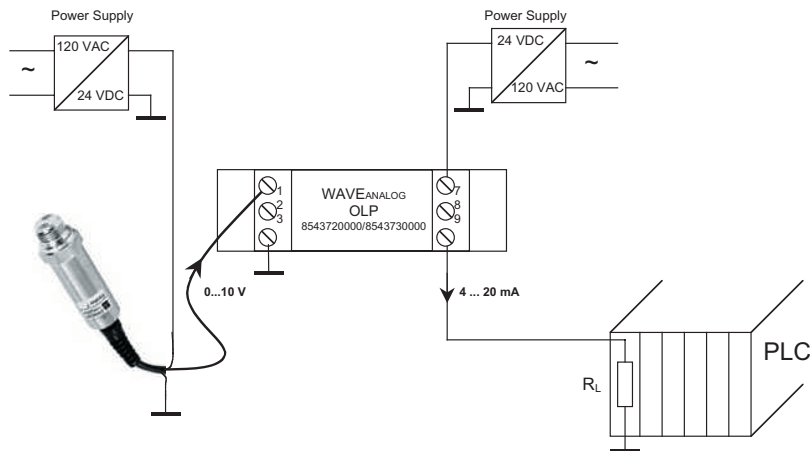 Power Supply
120 VAC
~
24 VDC
Power Supply
24 VDC
~
120 VAC
1
2
3
WAVEANALOG
OLP
8543720000/8543730000
7
8
9
0...10 V
4 ... 20 mA
PLC
RL